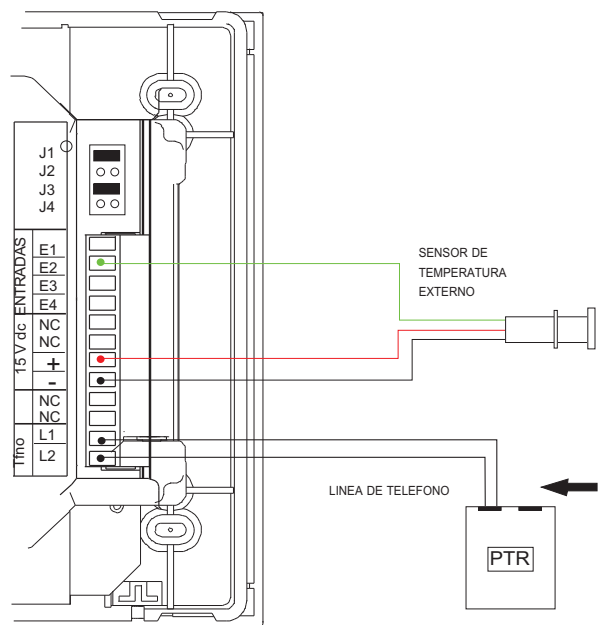 J1
J2
J3
J4
ENTRADAS
E1
E2
E3
E4
15 V dc
NC
NC
+
-
NC
NC
Tfno
L1
L2
SENSOR DE
TEMPERATURA
EXTERNO
LINEA DE TELEFONO
PTR